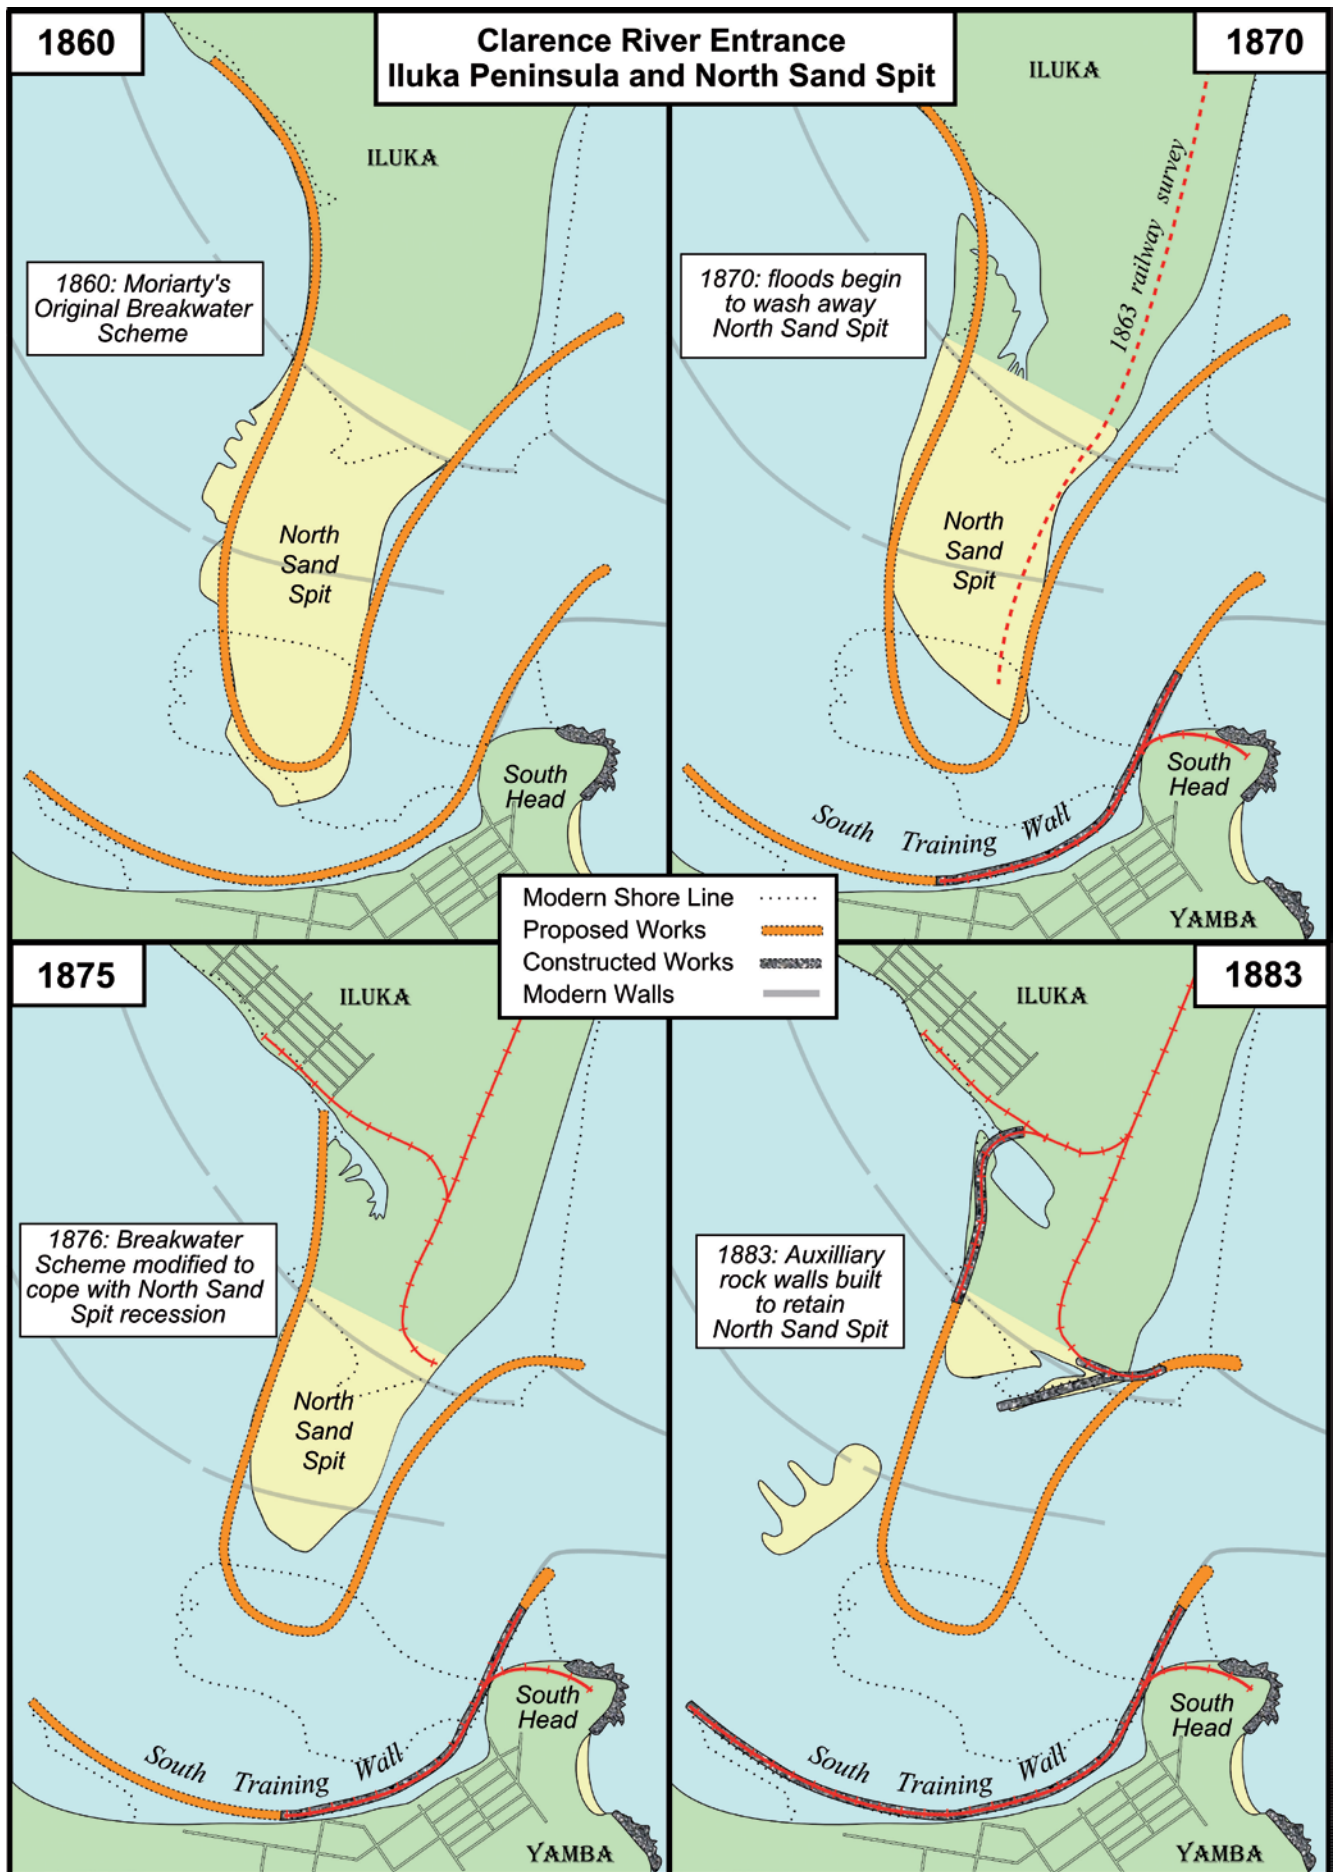 1860
Clarence River Entrance
Iluka Peninsula and North Sand Spit
1870
ILUKA
1860: Moriarty's
Original Breakwater
Scheme
North
Sand
Spit
South
Head
ILUKA
1863 railway survey
1870: floods begin
to wash away
North Sand Spit
North
Sand
Spit
South
Head
South Training Wall
YAMBA
Modern Shore Line
Proposed Works
Constructed Works
Modern Walls
1875
ILUKA
1876: Breakwater
Scheme modified to
cope with North Sand
Spit recession
North
Sand
Spit
South
Head
South Training Wall
YAMBA
1883
ILUKA
1883: Auxilliary
rock walls built
to retain
North Sand Spit
South
Head
South Training Wall
YAMBA